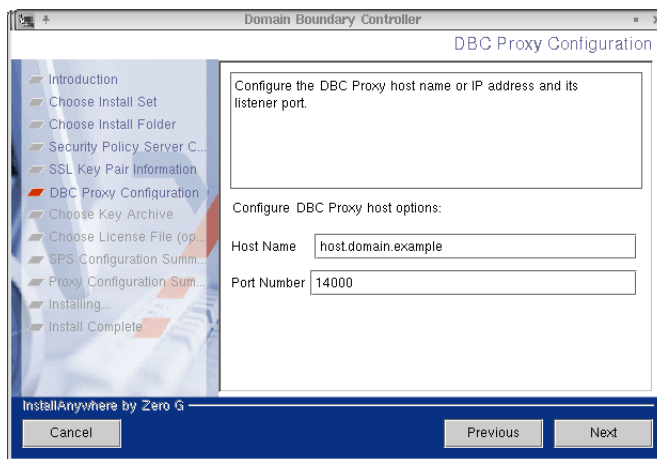 Domain Boundary Controller
DBC Proxy Configuration
Introduction
Choose Install Set
Choose Install Folder
Security Policy Server C...
SSL Key Pair Information
DBC Proxy Configuration
Choose Key Archive
Choose License File (op...
SPS Configuration Summ...
Proxy Configuration Sum...
Installing...
Install Complete
Configure the DBC Proxy host name or IP address and its
listener port.
Configure DBC Proxy host options:
Host Name host.domain.example
Port Number 14000
InstallAnywhere by Zero G
Cancel Previous Next